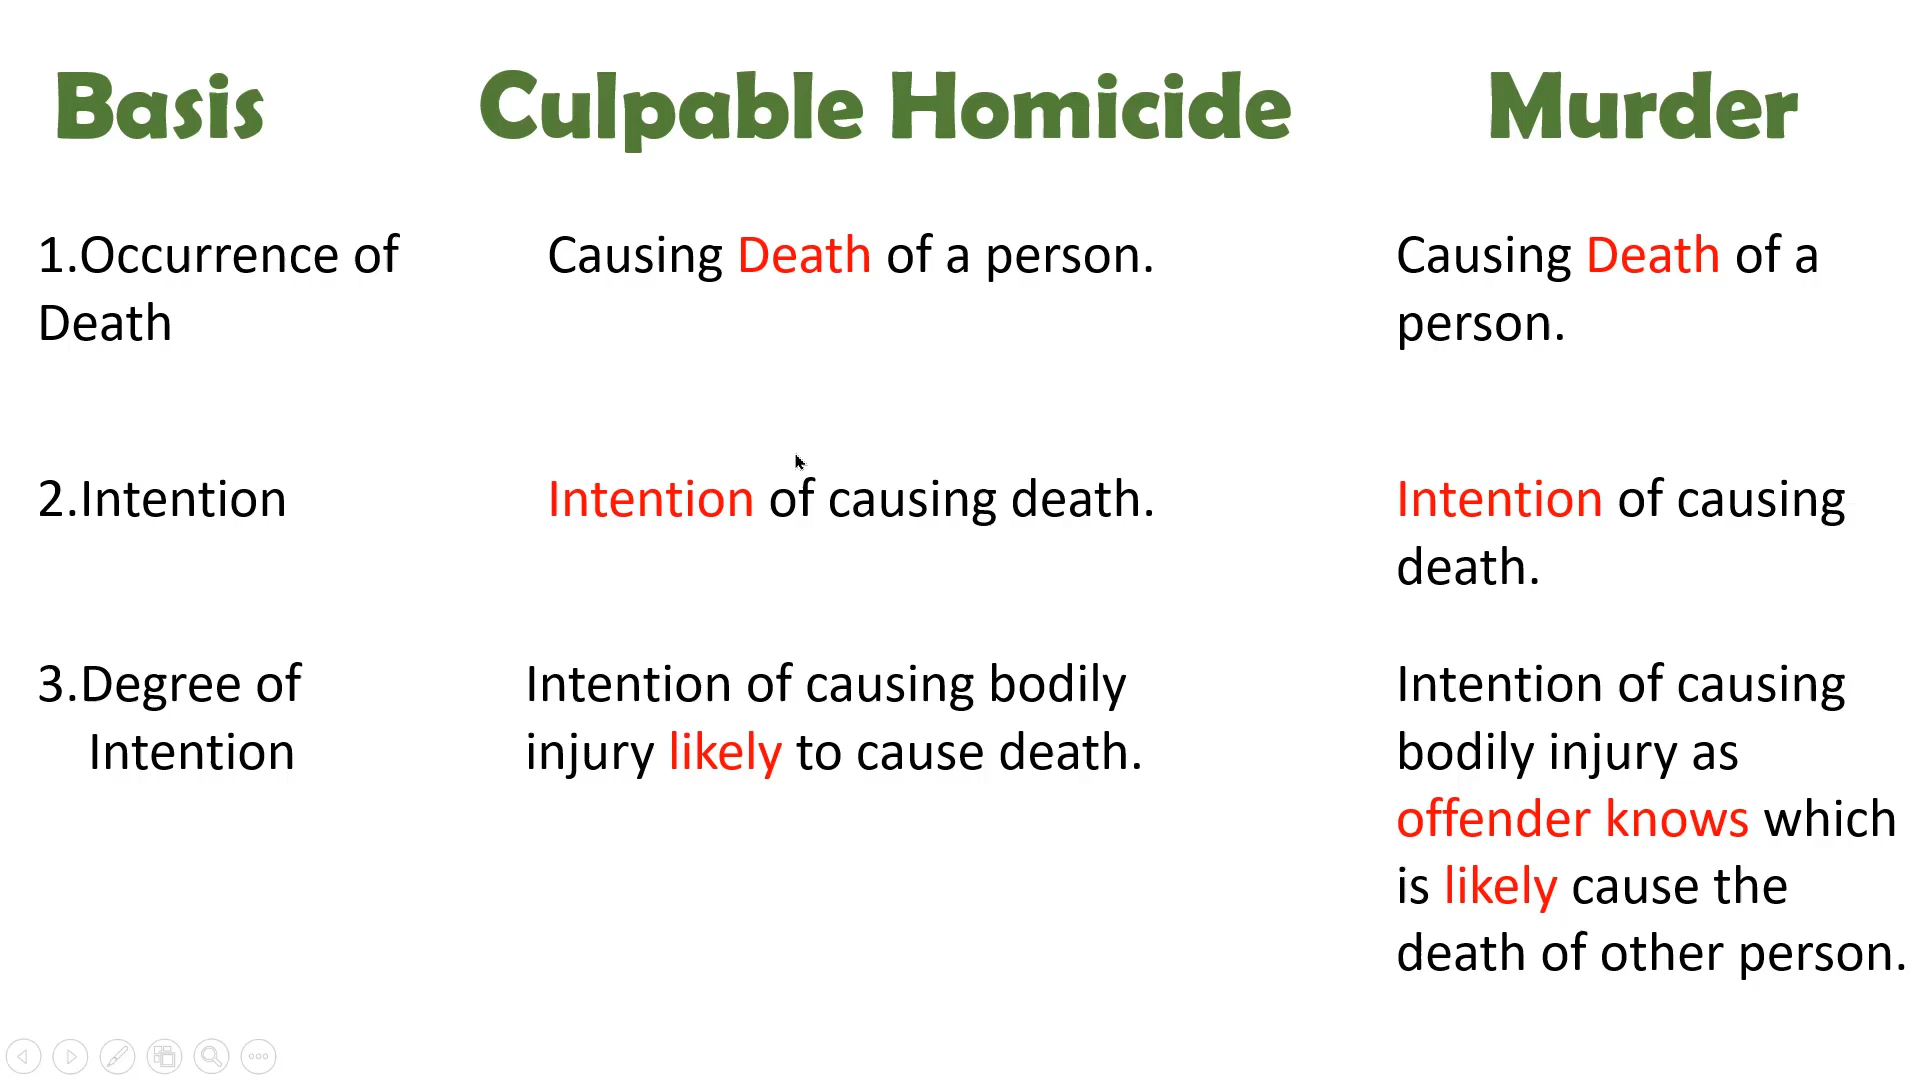 Basis Culpable Homicide Murder
1.Occurrence of
Death
Causing Death of a person.
Causing Death of a
person.
2.Intention
Intention of causing death.
Intention of causing
death.
3.Degree of
Intention
Intention of causing bodily
injury likely to cause death.
Intention of causing
bodily injury as
offender knows which
is likely cause the
death of other person.